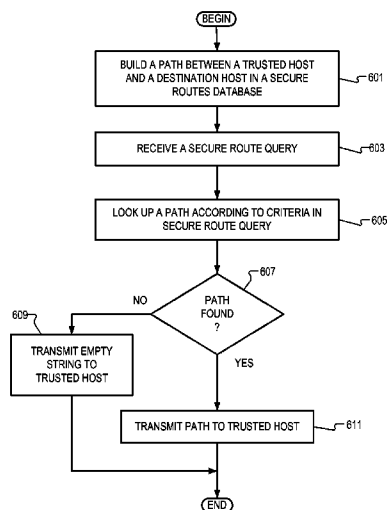 BEGIN
BUILD A PATH BETWEEN A TRUSTED HOST
AND A DESTINATION HOST IN A SECURE
ROUTES DATABASE
601
RECEIVE A SECURE ROUTE QUERY
603
LOOK UP A PATH ACCORDING TO CRITERIA IN
SECURE ROUTE QUERY
605
607
PATH
FOUND
?
NO
YES
609
TRANSMIT EMPTY
STRING TO
TRUSTED HOST
TRANSMIT PATH TO TRUSTED HOST
611
END